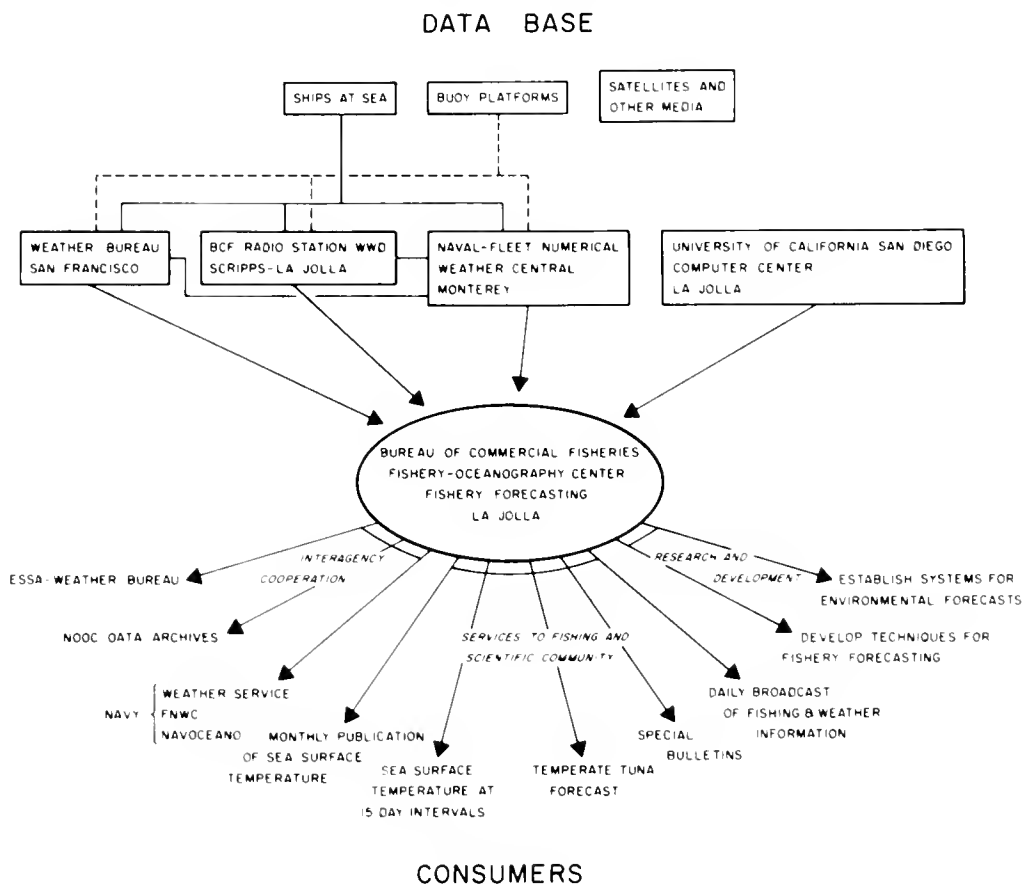 DATA BASE
SHIPS AT SEA
BUOY PLATFORMS
SATELLITES AND
OTHER MEDIA
WEATHER BUREAU
SAN FRANCISCO
BCF RADIO STATION WWD
SCRIPPS-LA JOLLA
NAVAL-FLEET NUMERICAL
WEATHER CENTRAL
MONTEREY
UNIVERSITY OF CALIFORNIA SAN DIEGO
COMPUTER CENTER
LA JOLLA
BUREAU OF COMMERCIAL FISHERIES
FISHERY-OCEANOGRAPHY CENTER
FISHERY FORECASTING
LA JOLLA
INTERAGENCY
COOPERATION
RESEARCH AND
DEVELOPMENT
SERVICES TO FISHING AND
SCIENTIFIC COMMUNITY
ESSA-WEATHER BUREAU
NODC DATA ARCHIVES
NAVY
WEATHER SERVICE
FNWC
NAVOCEANO
MONTHLY PUBLICATION
OF SEA SURFACE
TEMPERATURE
SEA SURFACE
TEMPERATURE AT
15 DAY INTERVALS
TEMPERATE TUNA
FORECAST
SPECIAL
BULLETINS
DAILY BROADCAST
OF FISHING & WEATHER
INFORMATION
DEVELOP TECHNIQUES FOR
FISHERY FORECASTING
ESTABLISH SYSTEMS FOR
ENVIRONMENTAL FORECASTS
CONSUMERS